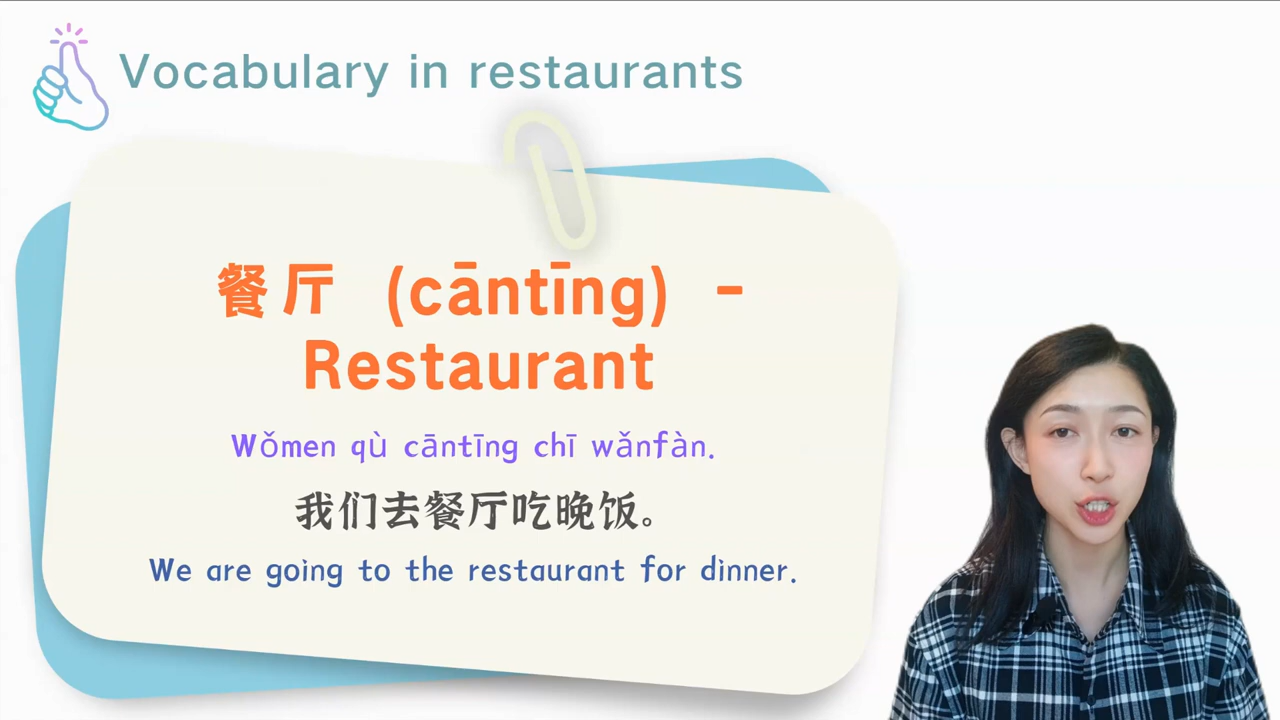 Vocabulary in restaurants
餐厅 (cāntīng) -
Restaurant
Wǒmen qù cāntīng chī wǎnfàn.
我们去餐厅吃晚饭。
We are going to the restaurant for dinner.